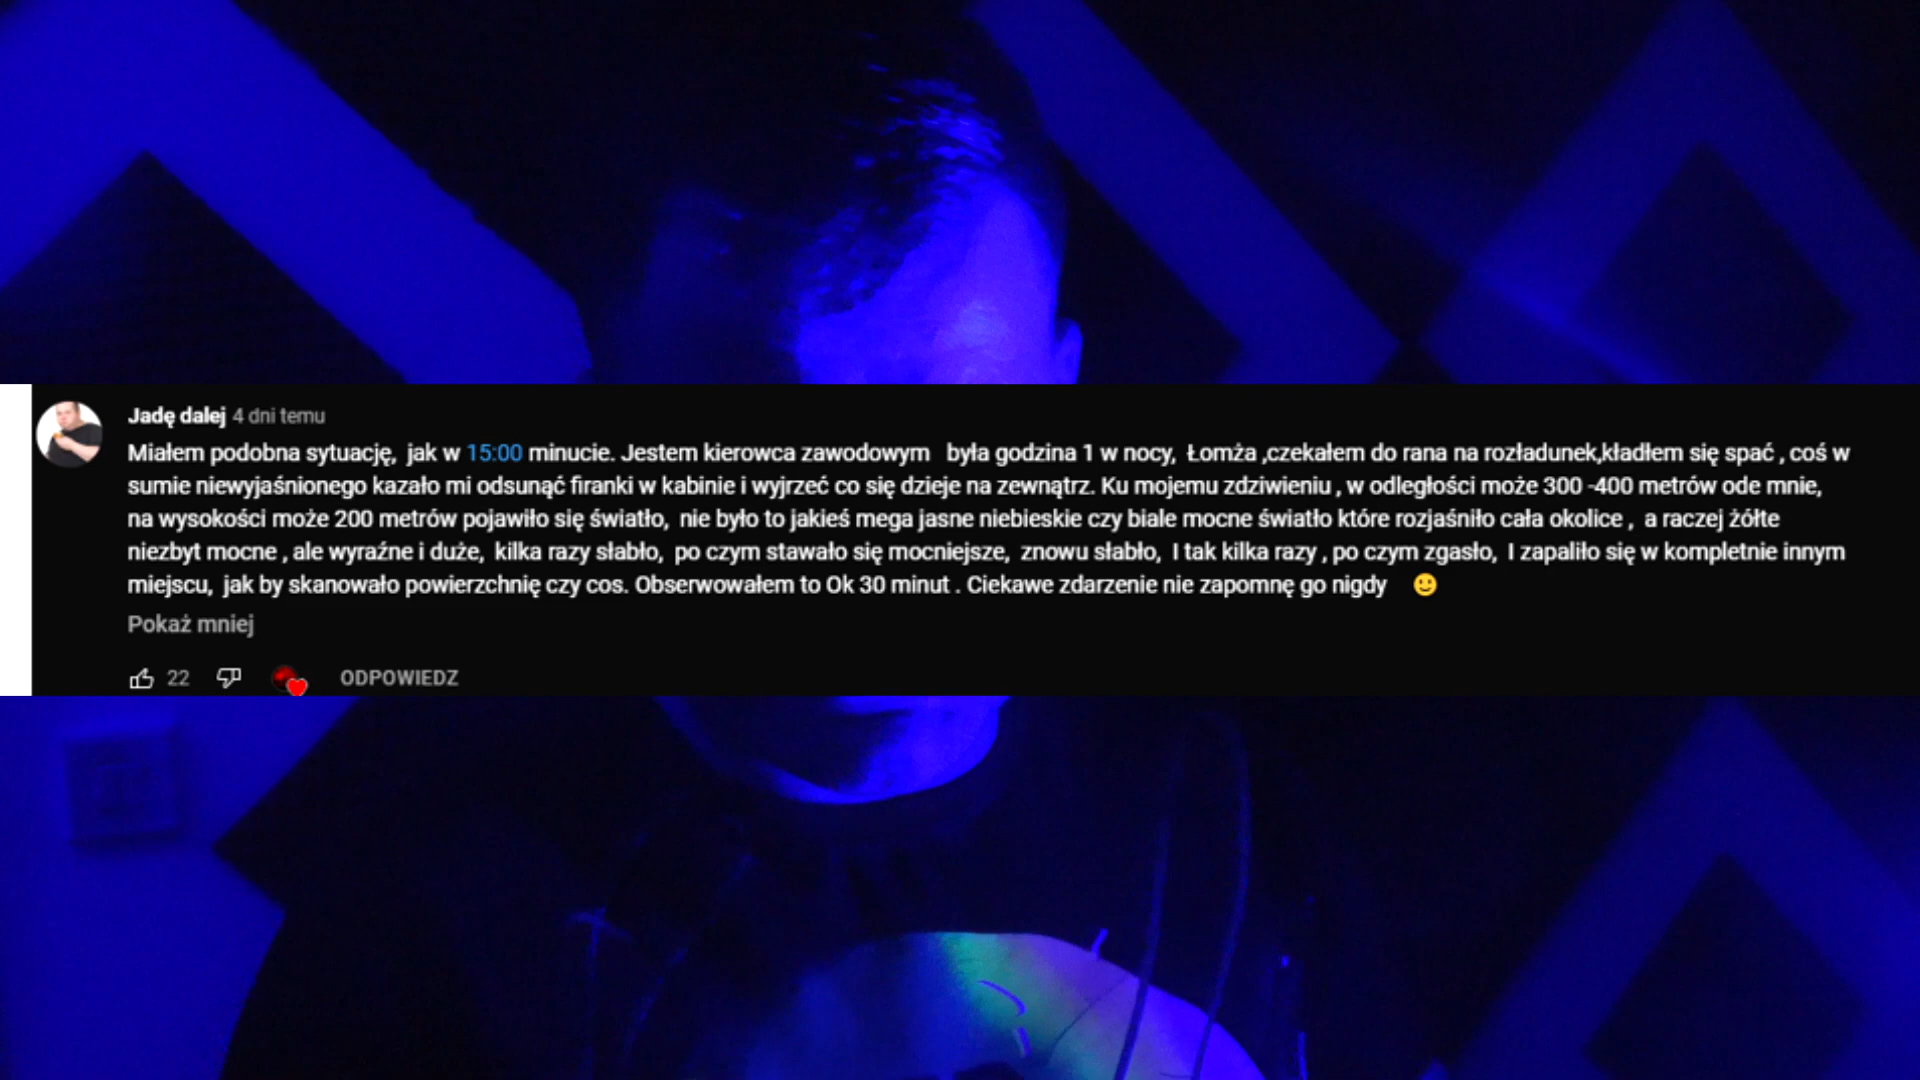 Jadę dalej 4 dni temu
Miałem podobna sytuację, jak w 15:00 minucie. Jestem kierowca zawodowym była godzina 1 w nocy, Łomża ,czekałem do rana na rozładunek,kładłem się spać , coś w
sumie niewyjaśnionego kazało mi odsunąć firanki w kabinie i wyjrzeć co się dzieje na zewnątrz. Ku mojemu zdziwieniu , w odległości może 300 -400 metrów ode mnie,
na wysokości może 200 metrów pojawiło się światło, nie było to jakieś mega jasne niebieskie czy biale mocne światło które rozjaśniło cała okolice , a raczej żółte
niezbyt mocne , ale wyraźne i duże, kilka razy słabło, po czym stawało się mocniejsze, znowu słabło, I tak kilka razy , po czym zgasło, I zapaliło się w kompletnie innym
miejscu, jak by skanowało powierzchnię czy cos. Obserwowałem to Ok 30 minut . Ciekawe zdarzenie nie zapomnę go nigdy 🙂
Pokaż mniej
22 ODPOWIEDZ